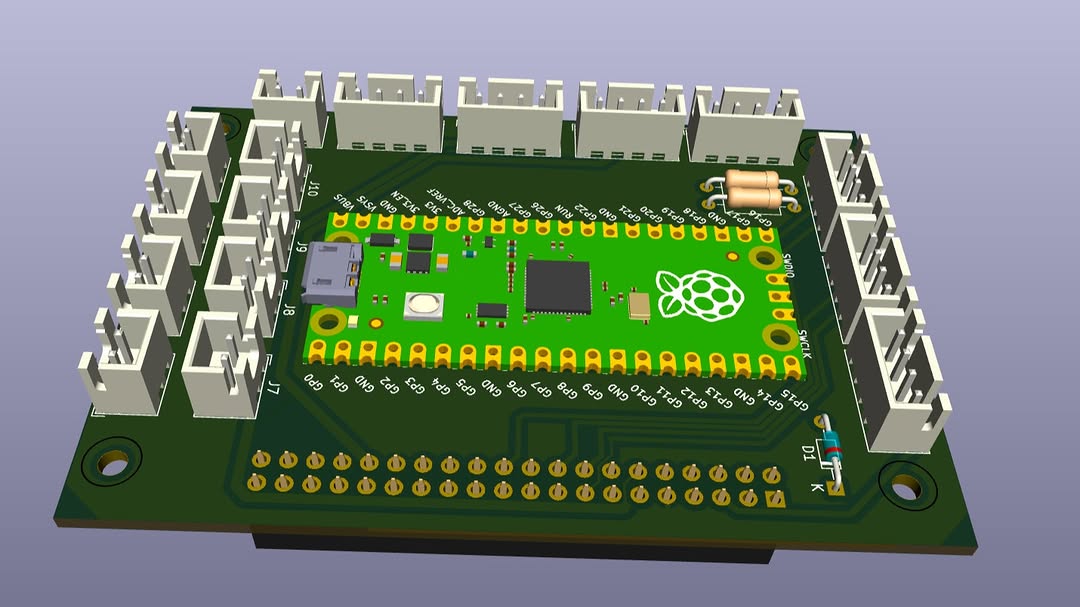 VBUS
VSYS
GND
3V3_EN
3V3
ADC_VREF
GP28
GND
GP27
GP26
RUN
GP22
GND
GP21
GP20
GP19
GP18
GND
GP17
GP16
J10
J9
J8
J7
SWDIO
SWCLK
GP0
GP1
GND
GP2
GP3
GP4
GP5
GND
GP6
GP7
GP8
GP9
GND
GP10
GP11
GP12
GP13
GND
GP14
GP15
D1
K